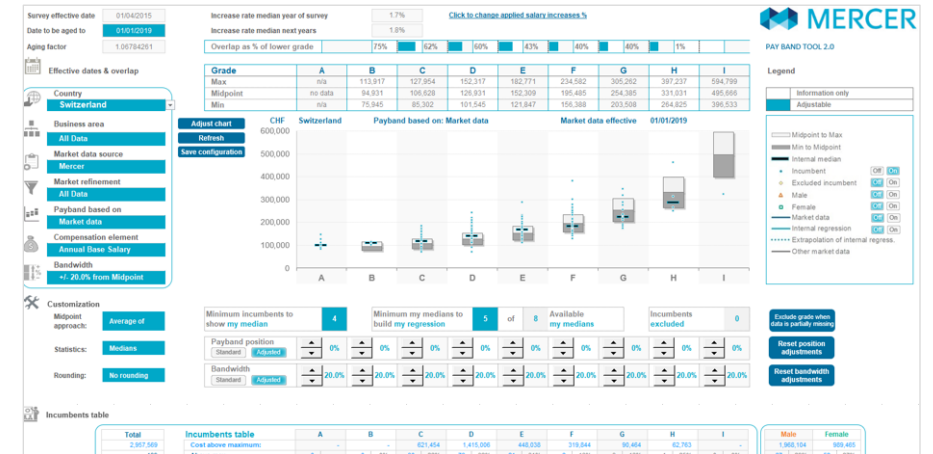 Survey effective date 01/04/2015
Date to be aged to 01/01/2019
Aging factor 1.06784261
Increase rate median year of survey 1.7%
Increase rate median next years 1.8%
Click to change applied salary increases %
MERCER
PAY BAND TOOL 2.0
Overlap as % of lower grade 75% 62% 60% 43% 40% 40% 1%
Effective dates & overlap
Grade A B C D E F G H I
Max n/a 113,917 127,954 152,317 182,771 234,582 305,262 397,237 594,799
Midpoint no data 94,931 106,628 126,931 152,309 195,485 254,385 331,031 495,666
Min n/a 75,945 85,302 101,545 121,847 156,388 203,508 264,825 396,533
Legend
Information only
Adjustable
Country
Switzerland
Business area
All Data
Market data source
Mercer
Market refinement
All Data
Payband based on
Market data
Compensation element
Annual Base Salary
Bandwidth
+/- 20.0% from Midpoint
Adjust chart
Refresh
Save configuration
CHF Switzerland Payband based on: Market data Market data effective 01/01/2019
600,000
500,000
400,000
300,000
200,000
100,000
0
A B C D E F G H I
Midpoint to Max
Min to Midpoint
Internal median
Incumbent Off On
Excluded incumbent Off On
Male Off On
Female Off On
Market data Off On
Internal regression Off On
Extrapolation of internal regress.
Other market data
Customization
Midpoint approach: Average of
Statistics: Medians
Rounding: No rounding
Minimum incumbents to show my median 4
Minimum my medians to build my regression 5 of 8 Available my medians
Incumbents excluded 0
Payband position
Standard Adjusted
0% 0% 0% 0% 0% 0% 0% 0% 0%
Bandwidth
Standard Adjusted
20.0% 20.0% 20.0% 20.0% 20.0% 20.0% 20.0% 20.0% 20.0%
Exclude grade when data is partially missing
Reset position adjustments
Reset bandwidth adjustments
Incumbents table
Total
2,957,569
Incumbents table A B C D E F G H I
Cost above maximum: - - 621,454 1,415,006 448,038 319,844 90,464 62,763 -
Male Female
1,968,104 989,465